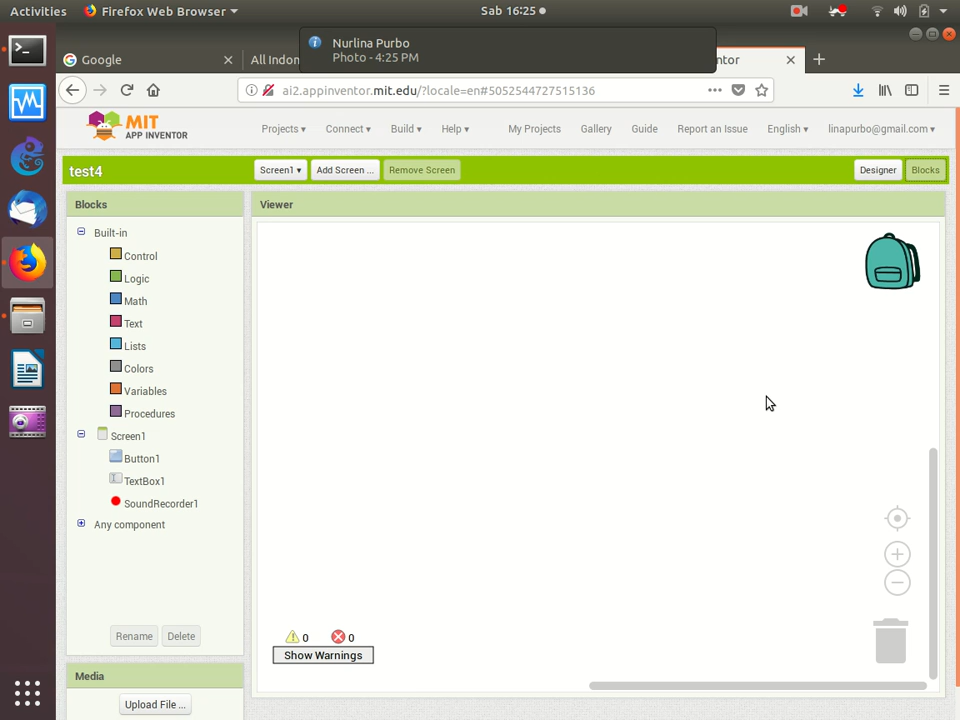 Activities
Firefox Web Browser
Sab 16:25
Google
All Indon
Nurlina Purbo
Photo - 4:25 PM
ntor
ai2.appinventor.mit.edu/?locale=en#5052544727515136
MIT
APP INVENTOR
Projects
Connect
Build
Help
My Projects
Gallery
Guide
Report an Issue
English
linapurbo@gmail.com
test4
Screen1
Add Screen ...
Remove Screen
Designer
Blocks
Blocks
Viewer
Built-in
Control
Logic
Math
Text
Lists
Colors
Variables
Procedures
Screen1
Button1
TextBox1
SoundRecorder1
Any component
Rename
Delete
0
0
Show Warnings
Media
Upload File ...